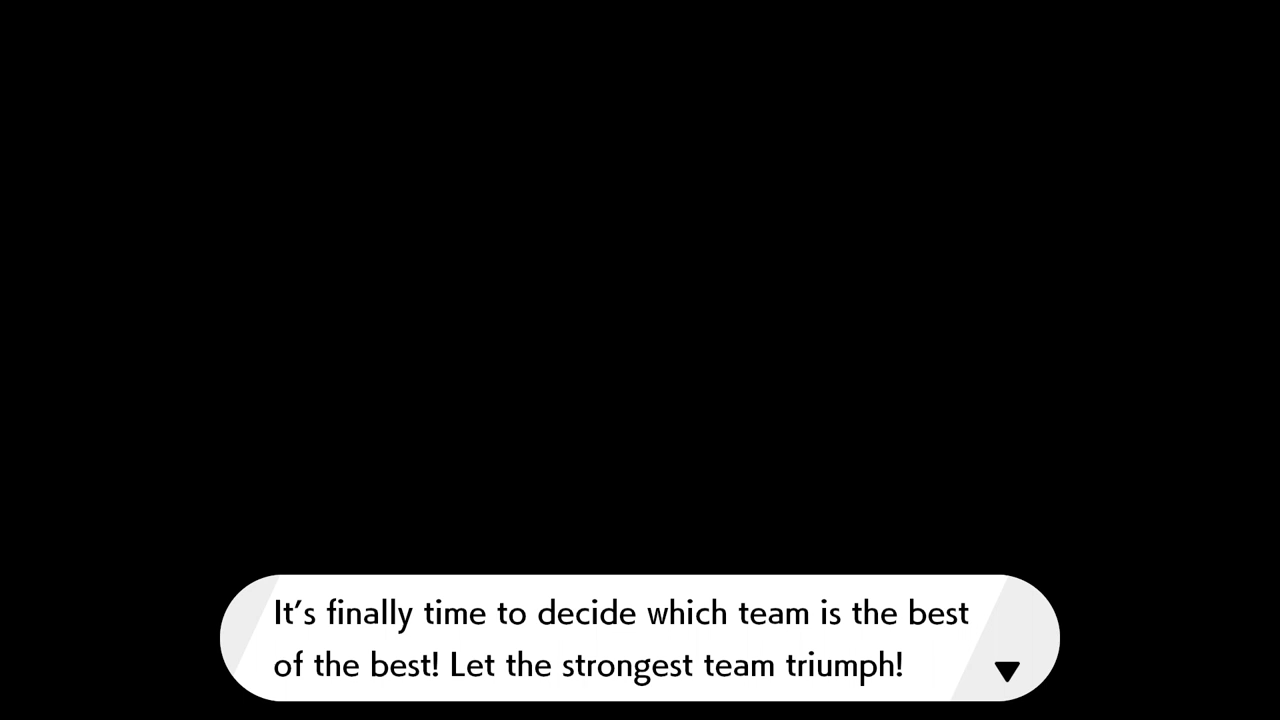 It's finally time to decide which team is the best
of the best! Let the strongest team triumph!